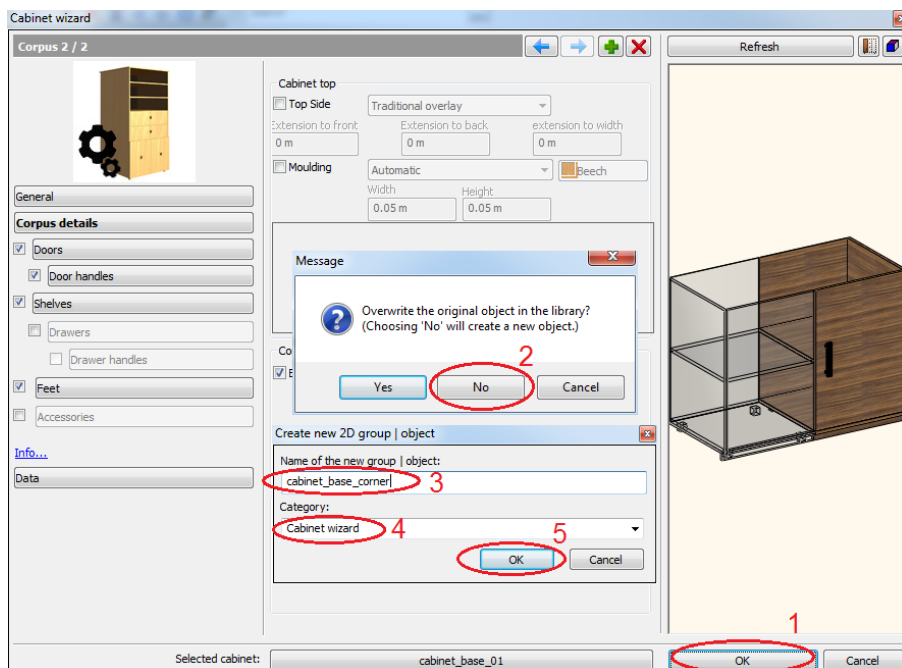 Cabinet wizard
Corpus 2 / 2
Refresh
Cabinet top
Top Side
Traditional overlay
Extension to front
Extension to back
extension to width
0 m
0 m
0 m
Moulding
Automatic
Beech
Width
Height
0.05 m
0.05 m
General
Corpus details
Doors
Door handles
Shelves
Drawers
Drawer handles
Feet
Accessories
Info...
Data
Message
Overwrite the original object in the library?
(Choosing 'No' will create a new object.)
2
Yes
No
Cancel
Create new 2D group | object
Name of the new group | object:
cabinet_base_corner
3
Category:
Cabinet wizard
4
5
OK
Cancel
1
Selected cabinet:
cabinet_base_01
OK
Cancel